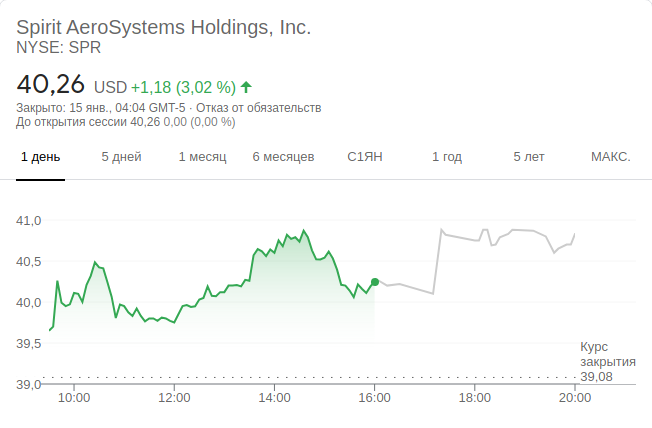 Spirit AeroSystems Holdings, Inc.
NYSE: SPR
40,26 USD +1,18 (3,02 %)
Закрыто: 15 янв., 04:04 GMT-5 · Отказ от обязательств
До открытия сессии 40,26 0,00 (0,00 %)
1 день 5 дней 1 месяц 6 месяцев С1ЯН 1 год 5 лет МАКС.
41,0
40,5
40,0
39,5
Курс
закрытия
39,08
39,0
10:00 12:00 14:00 16:00 18:00 20:00